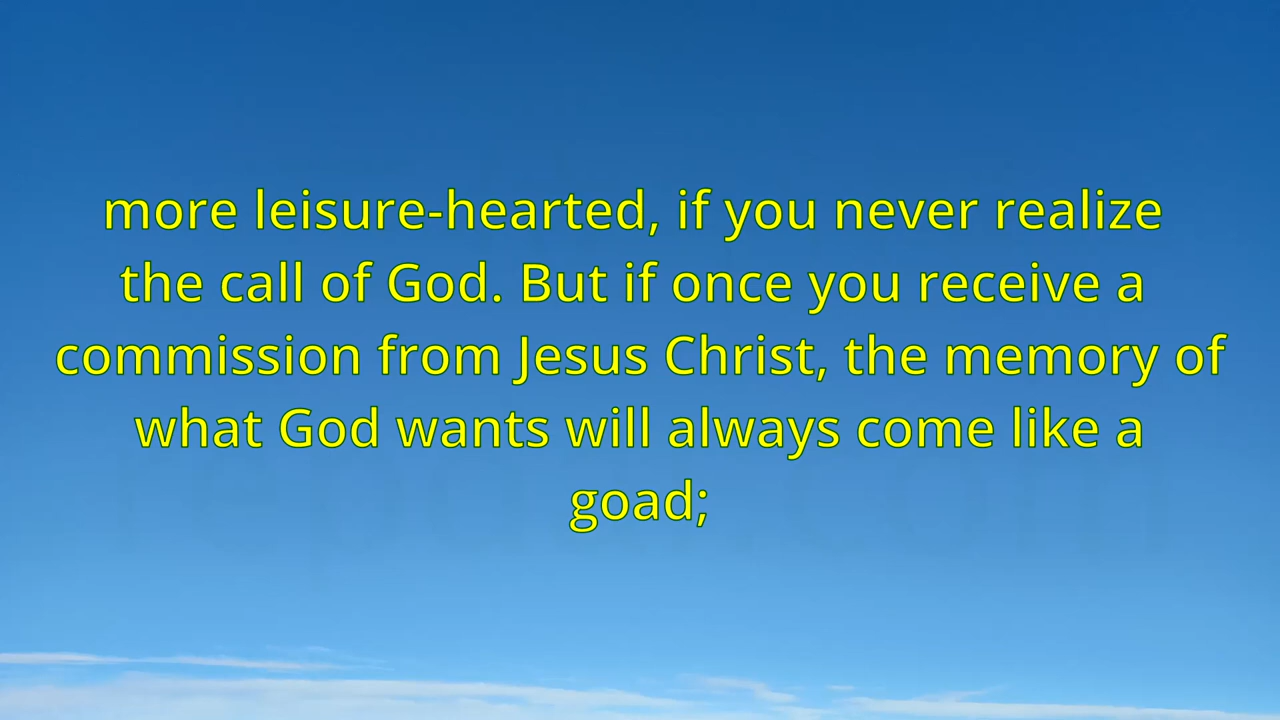 more leisure-hearted, if you never realize
the call of God. But if once you receive a
commission from Jesus Christ, the memory of
what God wants will always come like a
goad;